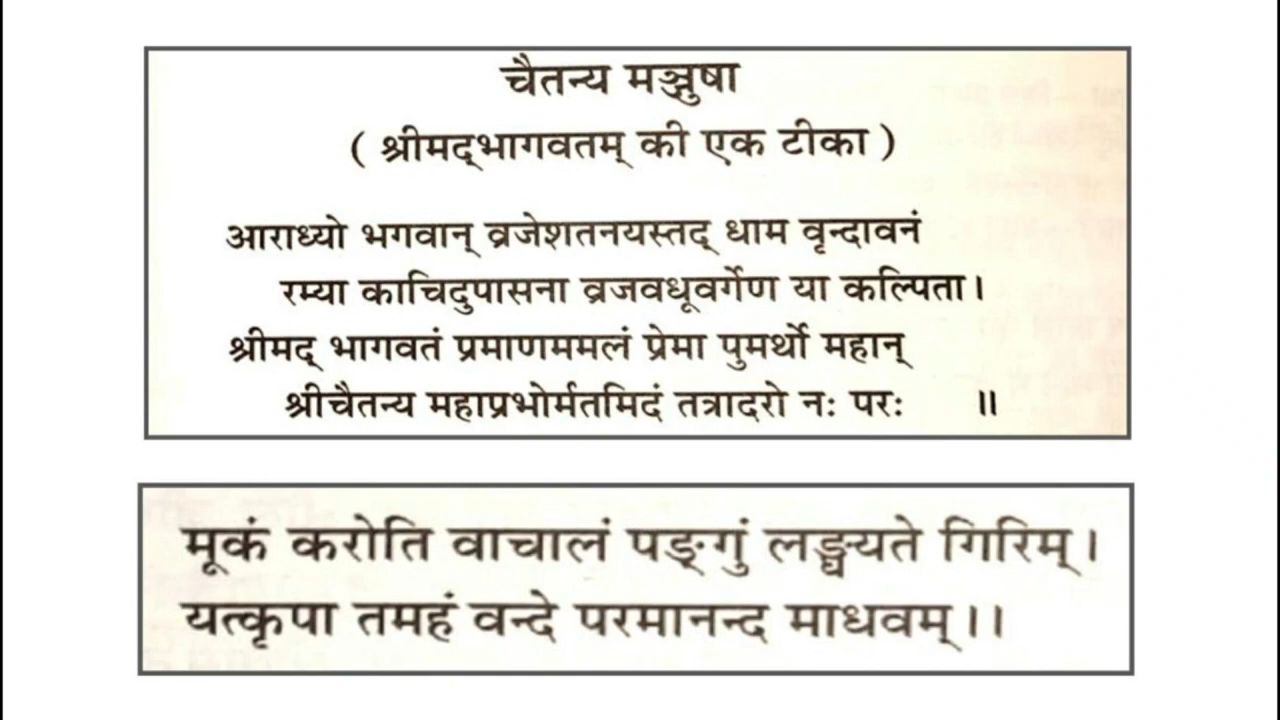 चैतन्य मञ्जुषा
( श्रीमद्‌भागवतम् की एक टीका )
आराध्यो भगवान् व्रजेशतनयस्तद् धाम वृन्दावनं
रम्या काचिदुपासना व्रजवधूवर्गेण या कल्पिता।
श्रीमद् भागवतं प्रमाणममलं प्रेमा पुमर्थो महान्
श्रीचैतन्य महाप्रभोर्मतमिदं तत्रादरो नः परः ॥
मूकं करोति वाचालं पङ्गुं लङ्घयते गिरिम्।
यत्कृपा तमहं वन्दे परमानन्द माधवम्।।